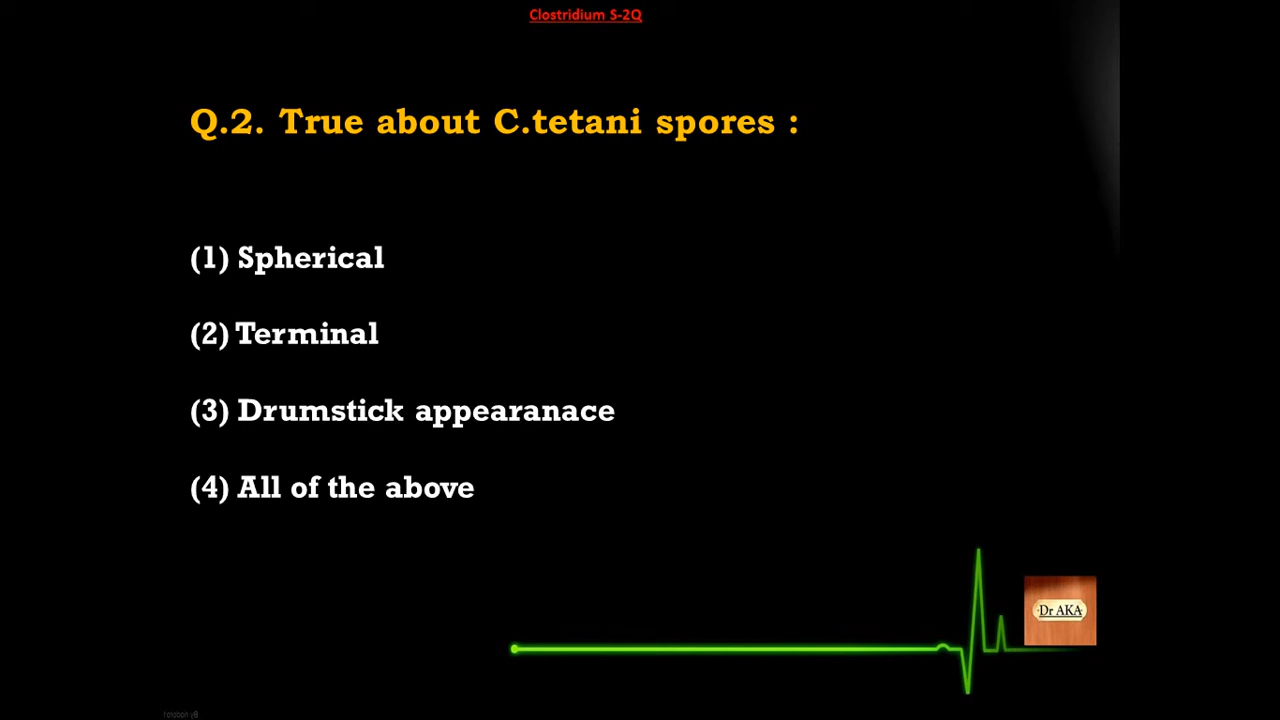 Clostridium S-2Q
Q.2. True about C.tetani spores :
(1) Spherical
(2) Terminal
(3) Drumstick appearanace
(4) All of the above
Dr AKA